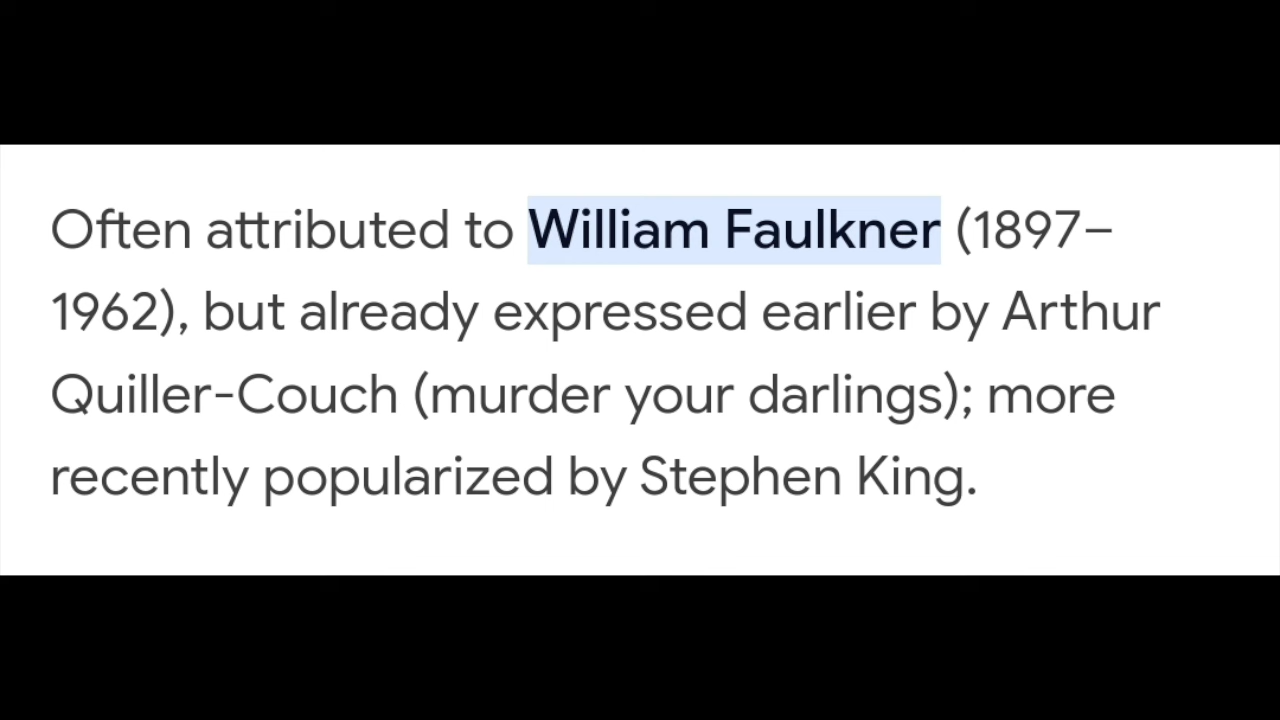 Often attributed to William Faulkner (1897–
1962), but already expressed earlier by Arthur
Quiller-Couch (murder your darlings); more
recently popularized by Stephen King.